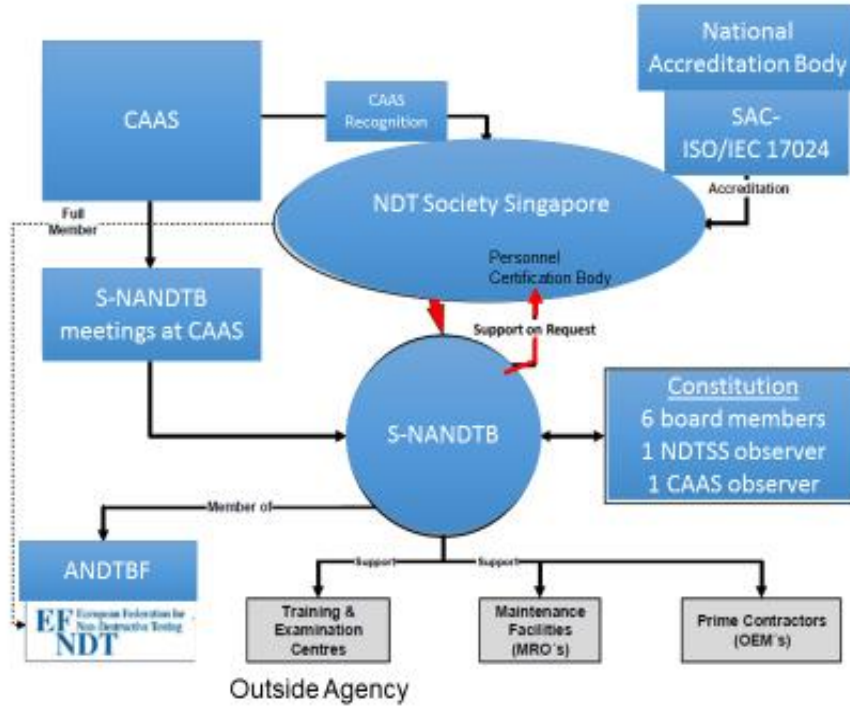 National
Accreditation Body
CAAS
CAAS
Recognition
SAC-
ISO/IEC 17024
Accreditation
NDT Society Singapore
Full
Member
Personnel
Certification Body
S-NANDTB
meetings at CAAS
Support on Request
Constitution
6 board members
1 NDTSS observer
1 CAAS observer
S-NANDTB
Member of
ANDTBF
EF
NDT
European Federation for
Non-Destructive Testing
Support
Support
Training &
Examination
Centres
Maintenance
Facilities
(MRO´s)
Prime Contractors
(OEM´s)
Outside Agency